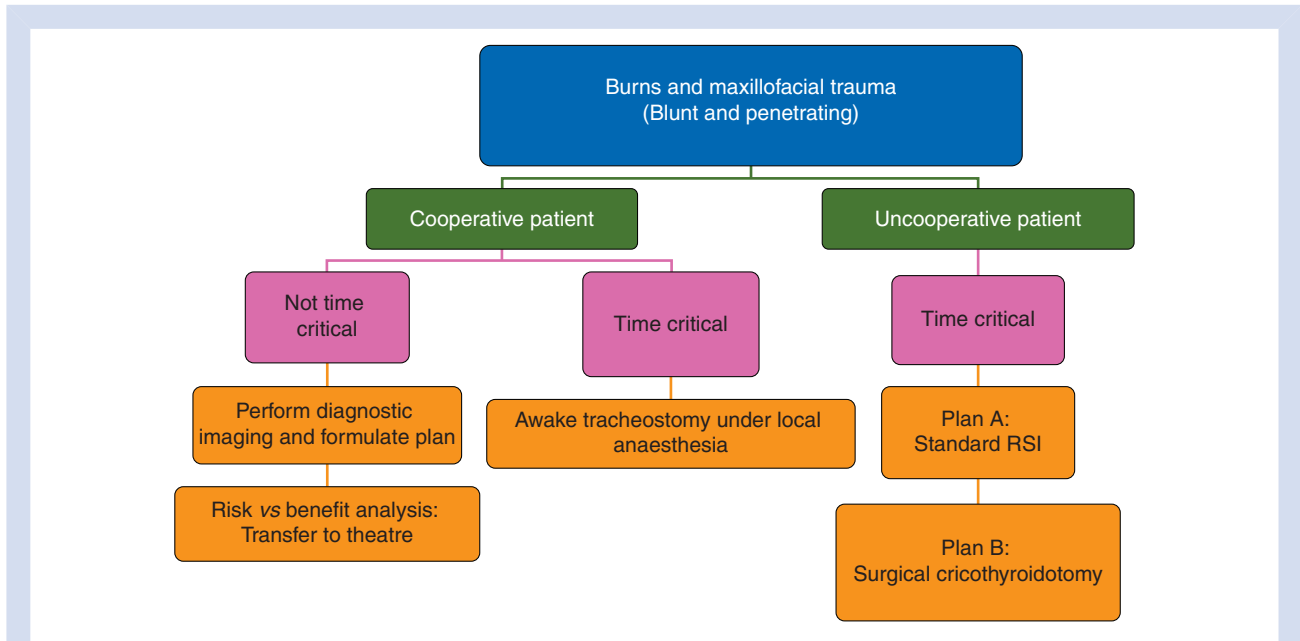 Burns and maxillofacial trauma
(Blunt and penetrating)
Cooperative patient
Uncooperative patient
Not time
critical
Time critical
Time critical
Perform diagnostic
imaging and formulate plan
Awake tracheostomy under local
anaesthesia
Plan A:
Standard RSI
Risk vs benefit analysis:
Transfer to theatre
Plan B:
Surgical cricothyroidotomy